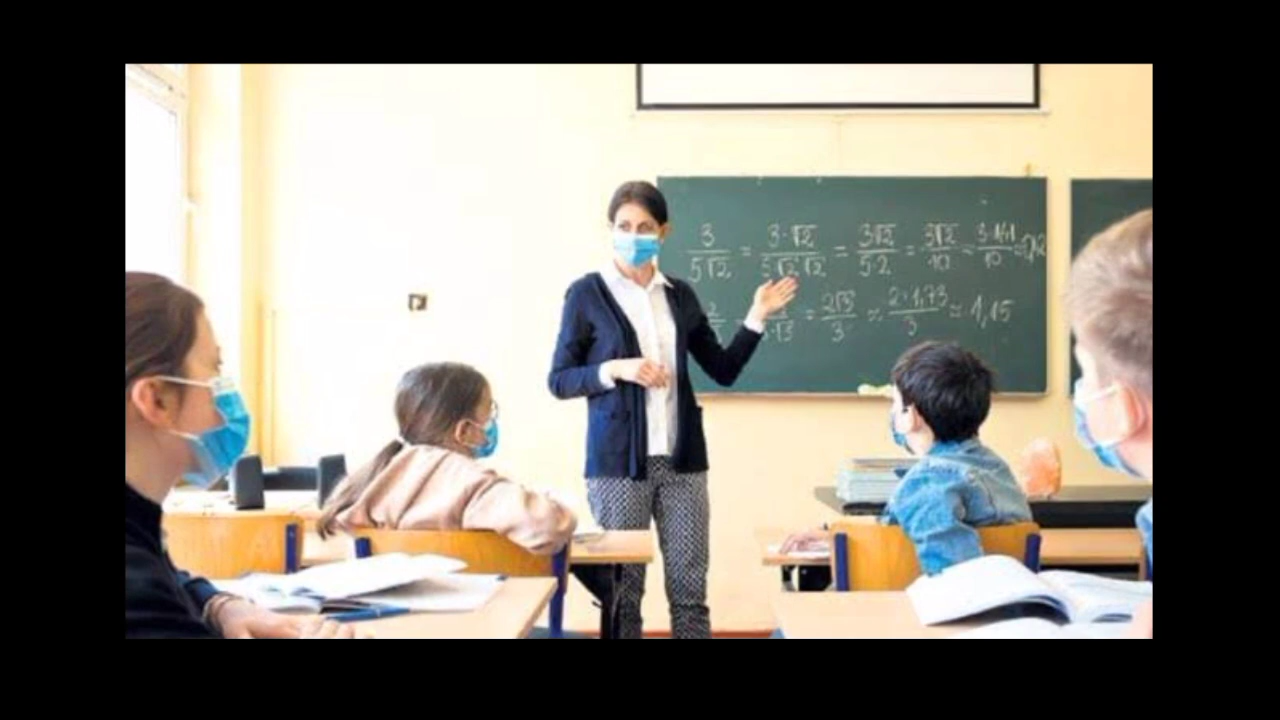 3/5√2 = 3·√2/5√2√2 = 3√2/5·2 = 3√2/10 = 3·1,41/10
= 2√3/3 ≈ 2·1,73/3 ≈ 1,15